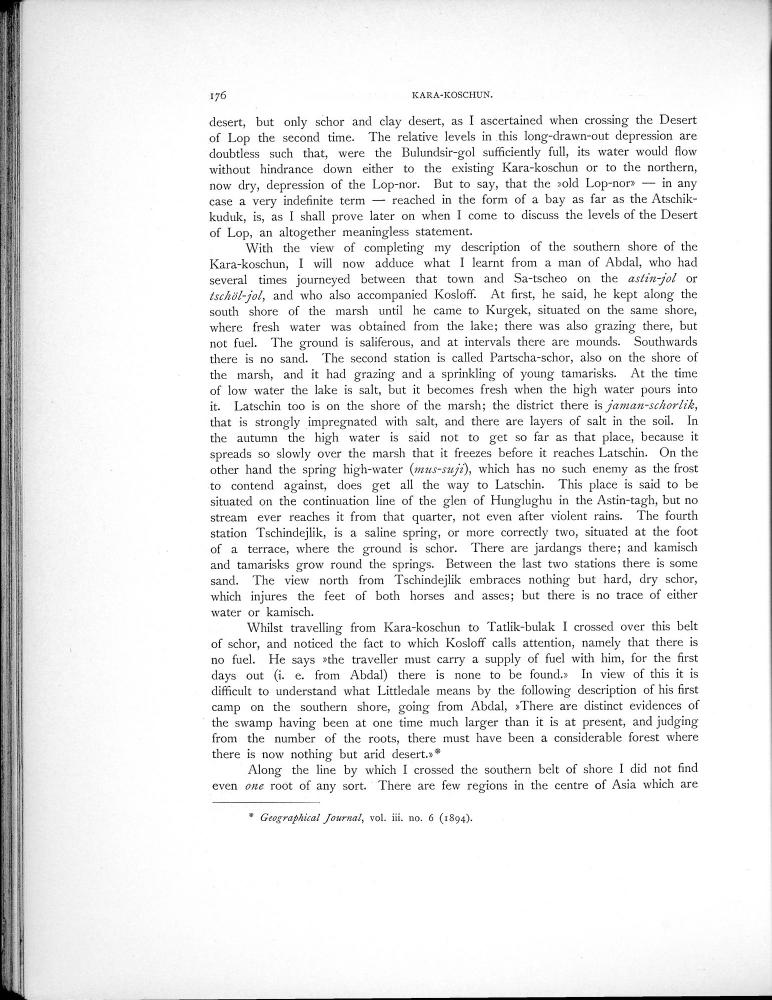 176 KARA-KOSCHUN.
desert, but only schor and clay desert, as I ascertained when crossing the Desert
of Lop the second time. The relative levels in this long-drawn-out depression are
doubtless such that, were the Bulundsir-gol sufficiently full, its water would flow
without hindrance down either to the existing Kara-koschun or to the northern,
now dry, depression of the Lop-nor. But to say, that the »old Lop-nor» — in any
case a very indefinite term — reached in the form of a bay as far as the Atschik-
kuduk, is, as I shall prove later on when I come to discuss the levels of the Desert
of Lop, an altogether meaningless statement.
With the view of completing my description of the southern shore of the
Kara-koschun, I will now adduce what I learnt from a man of Abdal, who had
several times journeyed between that town and Sa-tscheo on the astin-jol or
tschöl-jol, and who also accompanied Kosloff. At first, he said, he kept along the
south shore of the marsh until he came to Kurgek, situated on the same shore,
where fresh water was obtained from the lake; there was also grazing there, but
not fuel. The ground is saliferous, and at intervals there are mounds. Southwards
there is no sand. The second station is called Partscha-schor, also on the shore of
the marsh, and it had grazing and a sprinkling of young tamarisks. At the time
of low water the lake is salt, but it becomes fresh when the high water pours into
it. Latschin too is on the shore of the marsh; the district there is jaman-schorlik,
that is strongly impregnated with salt, and there are layers of salt in the soil. In
the autumn the high water is said not to get so far as that place, because it
spreads so slowly over the marsh that it freezes before it reaches Latschin. On the
other hand the spring high-water (mus-suji), which has no such enemy as the frost
to contend against, does get all the way to Latschin. This place is said to be
situated on the continuation line of the glen of Hunglughu in the Astin-tagh, but no
stream ever reaches it from that quarter, not even after violent rains. The fourth
station Tschindejlik, is a saline spring, or more correctly two, situated at the foot
of a terrace, where the ground is schor. There are jardangs there; and kamisch
and tamarisks grow round the springs. Between the last two stations there is some
sand. The view north from Tschindejlik embraces nothing but hard, dry schor,
which injures the feet of both horses and asses; but there is no trace of either
water or kamisch.
Whilst travelling from Kara-koschun to Tatlik-bulak I crossed over this belt
of schor, and noticed the fact to which Kosloff calls attention, namely that there is
no fuel. He says »the traveller must carry a supply of fuel with him, for the first
days out (i. e. from Abdal) there is none to be found.» In view of this it is
difficult to understand what Littledale means by the following description of his first
camp on the southern shore, going from Abdal, »There are distinct evidences of
the swamp having been at one time much larger than it is at present, and judging
from the number of the roots, there must have been a considerable forest where
there is now nothing but arid desert.»*
Along the line by which I crossed the southern belt of shore I did not find
even one root of any sort. There are few regions in the centre of Asia which are
* Geographical Journal, vol. iii. no. 6 (1894).